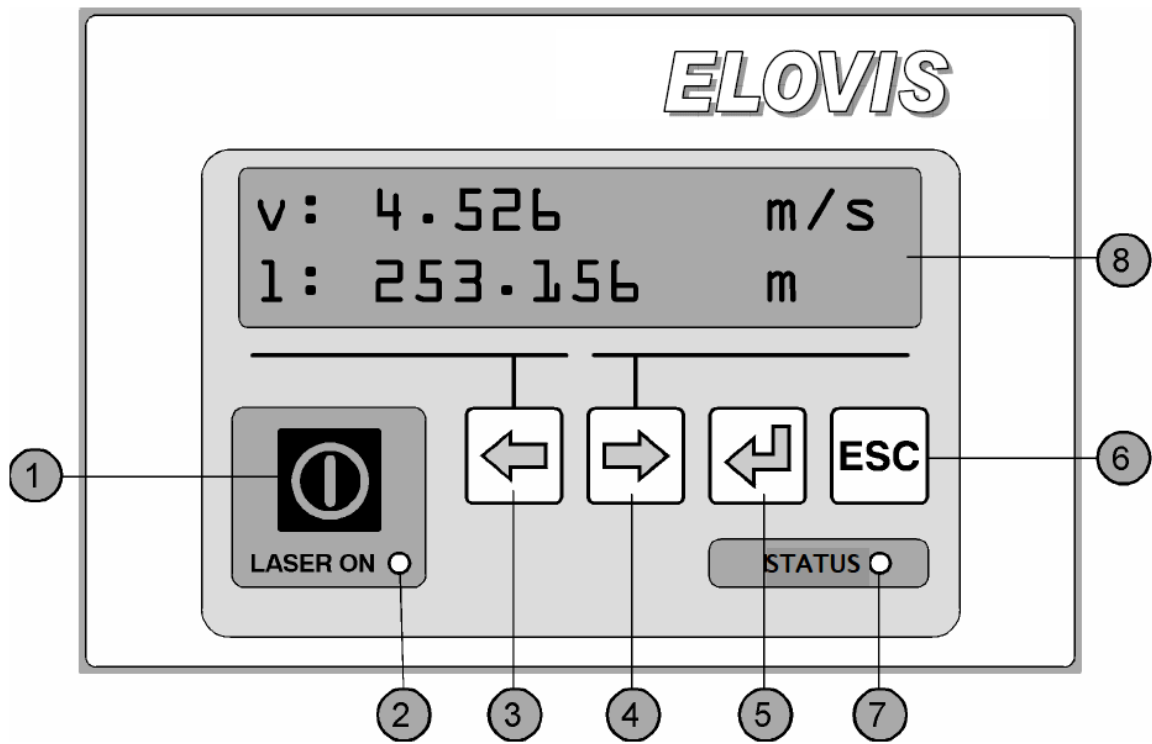 ELOVIS
v: 4.526 m/s
l: 253.156 m
8
1
ESC
6
LASER ON
STATUS
2
3
4
5
7